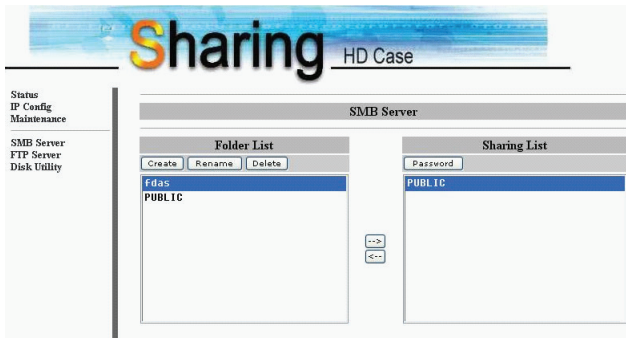 Sharing HD Case
Status
IP Config
Maintenance
SMB Server
FTP Server
Disk Utility
SMB Server
Folder List
Create Rename Delete
fdas
PUBLIC
-->
<--
Sharing List
Password
PUBLIC